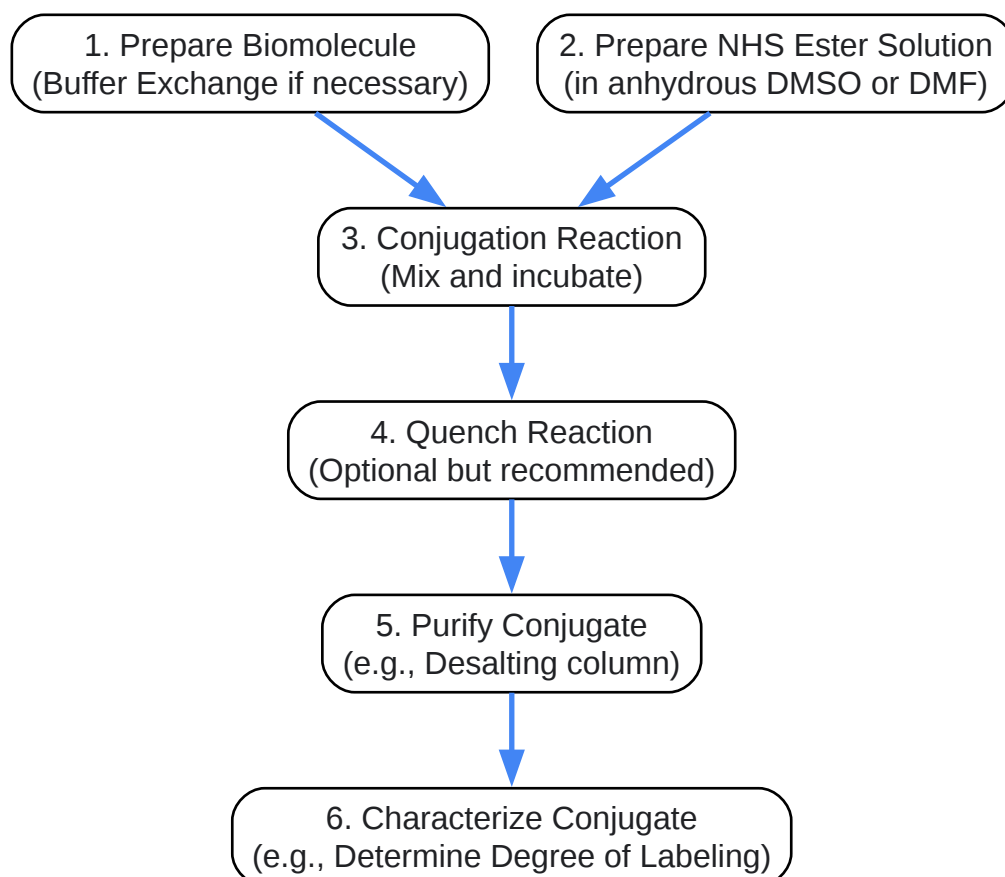 1. Prepare Biomolecule
(Buffer Exchange if necessary)
2. Prepare NHS Ester Solution
(in anhydrous DMSO or DMF)
3. Conjugation Reaction
(Mix and incubate)
4. Quench Reaction
(Optional but recommended)
5. Purify Conjugate
(e.g., Desalting column)
6. Characterize Conjugate
(e.g., Determine Degree of Labeling)